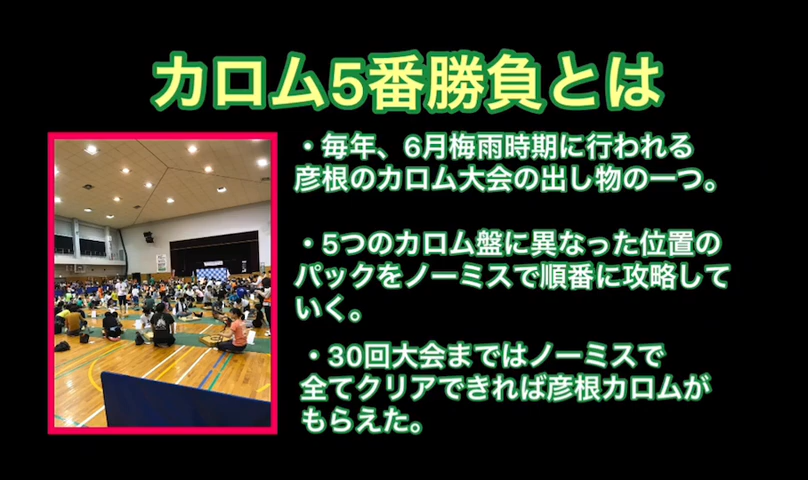 カロム5番勝負とは
・毎年、6月梅雨時期に行われる
彦根のカロム大会の出し物の一つ。
・5つのカロム盤に異なった位置の
パックをノーミスで順番に攻略して
いく。
・30回大会まではノーミスで
全てクリアできれば彦根カロムが
もらえた。